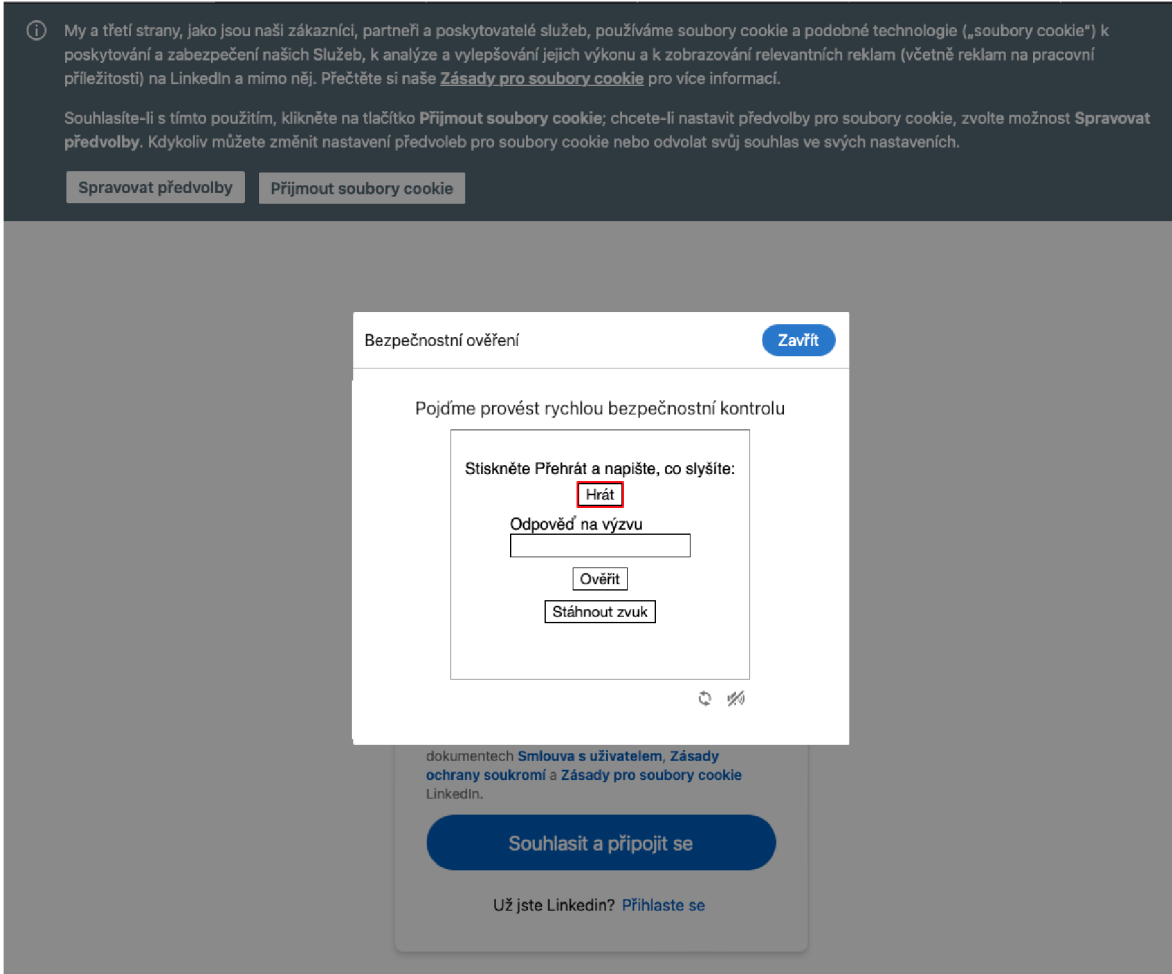 My a třetí strany, jako jsou naši zákazníci, partneři a poskytovatelé služeb, používáme soubory cookie a podobné technologie („soubory cookie“) k
poskytování a zabezpečení našich Služeb, k analýze a vylepšování jejich výkonu a k zobrazování relevantních reklam (včetně reklam na pracovní
příležitosti) na LinkedIn a mimo něj. Přečtěte si naše Zásady pro soubory cookie pro více informací.
Souhlasíte-li s tímto použitím, klikněte na tlačítko Přijmout soubory cookie; chcete-li nastavit předvolby pro soubory cookie, zvolte možnost Spravovat
předvolby. Kdykoliv můžete změnit nastavení předvoleb pro soubory cookie nebo odvolat svůj souhlas ve svých nastaveních.
Spravovat předvolby Přijmout soubory cookie
Bezpečnostní ověření Zavřít
Pojďme provést rychlou bezpečnostní kontrolu
Stiskněte Přehrát a napište, co slyšíte:
Hrát
Odpověď na výzvu
Ověřit
Stáhnout zvuk
dokumentech Smlouva s uživatelem, Zásady
ochrany soukromí a Zásady pro soubory cookie
LinkedIn.
Souhlasit a připojit se
Už jste Linkedin? Přihlaste se